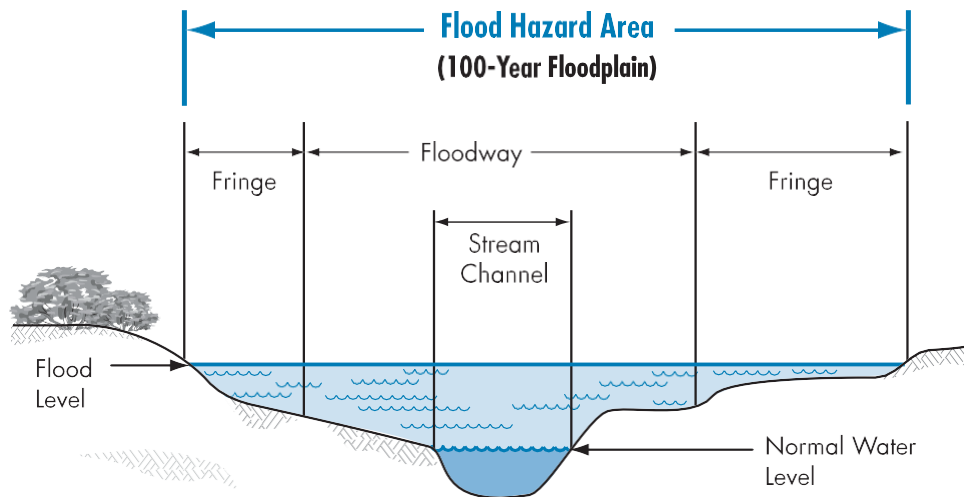 Flood Hazard Area
(100-Year Floodplain)
Floodway
Fringe
Fringe
Stream
Channel
Flood
Level
Normal Water
Level